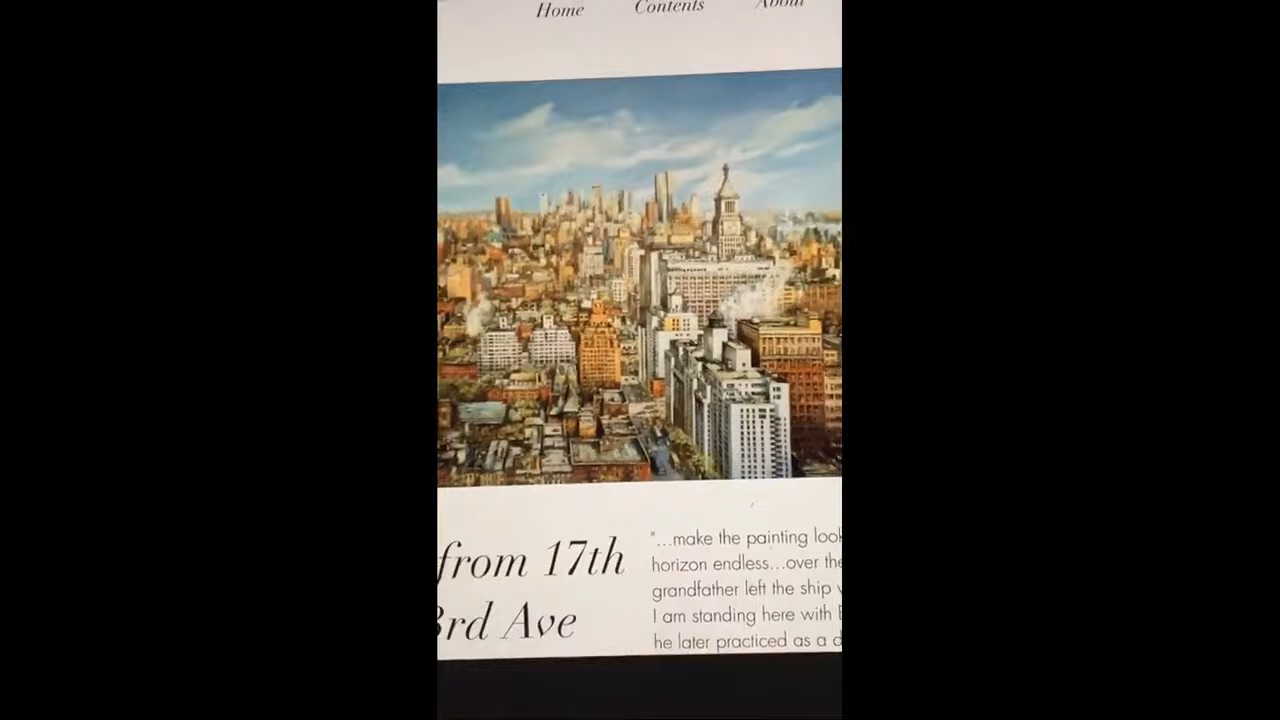 Home Contents About
from 17th
3rd Ave
"...make the painting look
horizon endless...over the
grandfather left the ship
I am standing here with
he later practiced as a